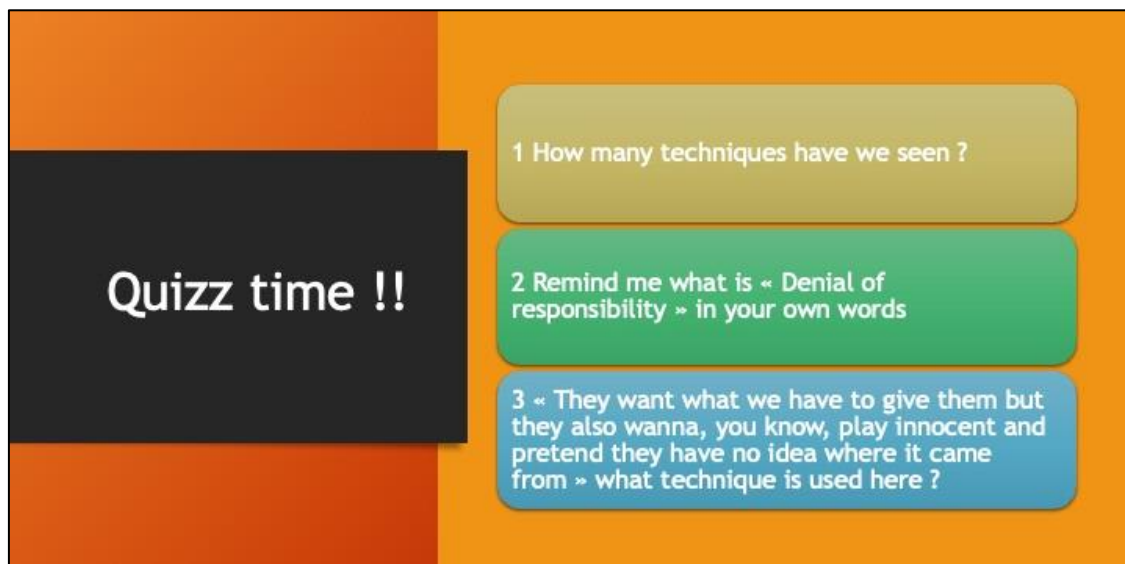 Quizz time !!
1 How many techniques have we seen ?
2 Remind me what is « Denial of
responsibility » in your own words
3 « They want what we have to give them but
they also wanna, you know, play innocent and
pretend they have no idea where it came
from » what technique is used here ?